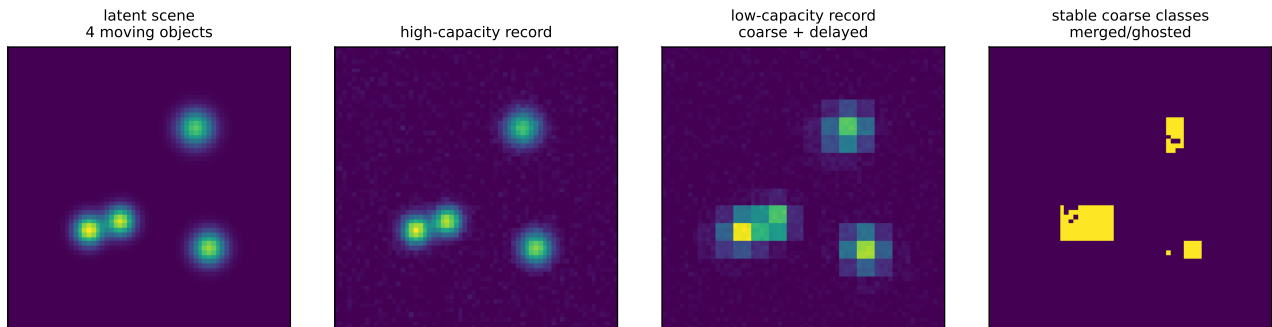 latent scene
4 moving objects
high-capacity record
low-capacity record
coarse + delayed
stable coarse classes
merged/ghosted